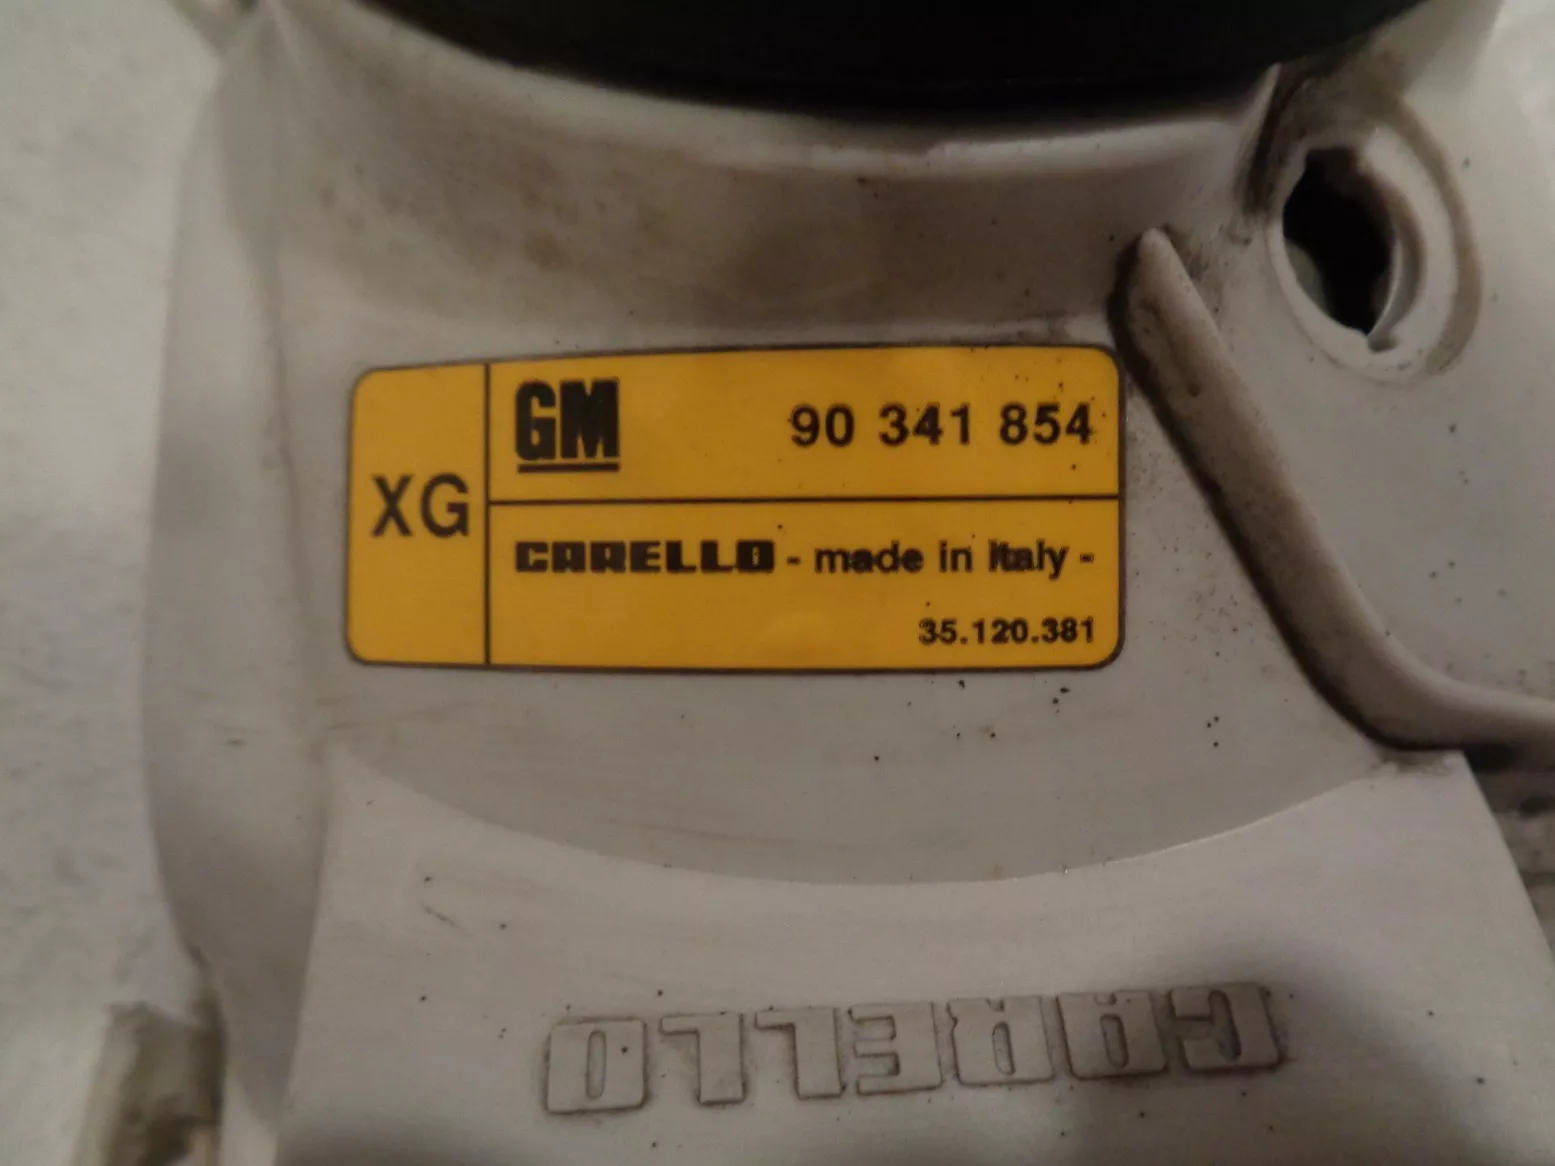 XG
GM 90 341 854
CARELLO - made in Italy -
35.120.381
CARELLO